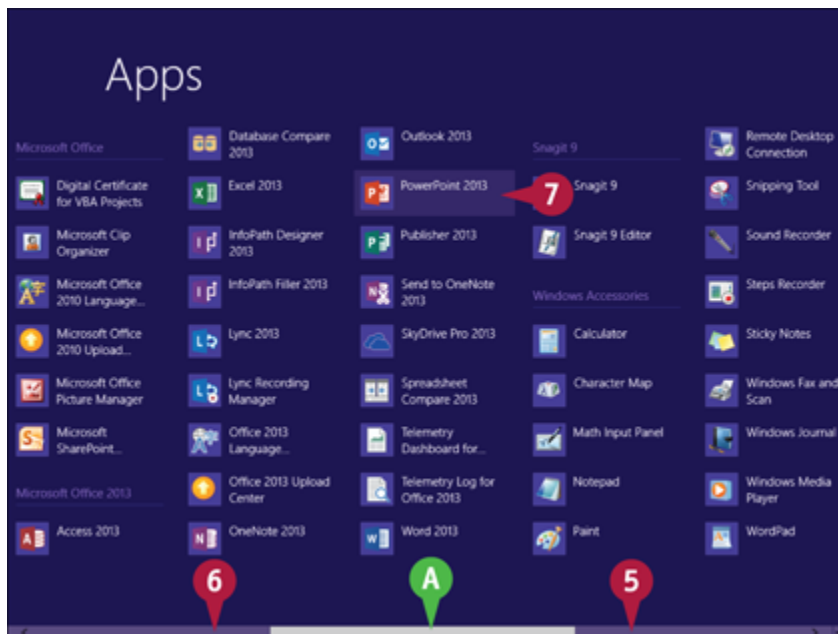 Apps
Microsoft Office
Digital Certificate
for VBA Projects
Microsoft Clip
Organizer
Microsoft Office
2010 Language...
Microsoft Office
2010 Upload...
Microsoft Office
Picture Manager
Microsoft
SharePoint...
Microsoft Office 2013
Access 2013
Database Compare
2013
Excel 2013
InfoPath Designer
2013
InfoPath Filler 2013
Lync 2013
Lync Recording
Manager
Office 2013
Language...
Office 2013 Upload
Center
OneNote 2013
Outlook 2013
PowerPoint 2013
7
Publisher 2013
Send to OneNote
2013
SkyDrive Pro 2013
Spreadsheet
Compare 2013
Telemetry
Dashboard for...
Telemetry Log for
Office 2013
Word 2013
Snagit 9
Snagit 9
Snagit 9 Editor
Windows Accessories
Calculator
Character Map
Math Input Panel
Notepad
Paint
Remote Desktop
Connection
Snipping Tool
Sound Recorder
Steps Recorder
Sticky Notes
Windows Fax and
Scan
Windows Journal
Windows Media
Player
WordPad
6
A
5